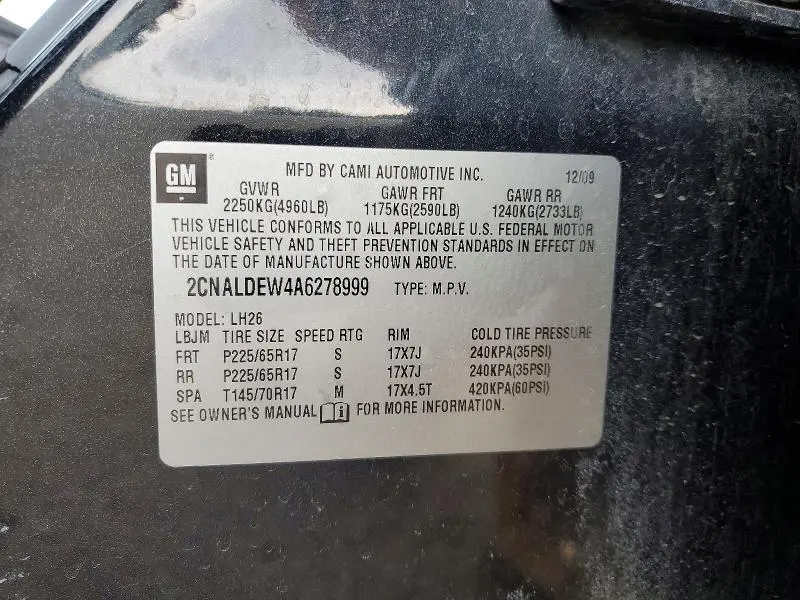 GM ® MFD BY CAMI AUTOMOTIVE INC. 12/09
GVWR GAWR FRT GAWR RR
2250KG(4960LB) 1175KG(2590LB) 1240KG(2733LB)
THIS VEHICLE CONFORMS TO ALL APPLICABLE U.S. FEDERAL MOTOR
VEHICLE SAFETY AND THEFT PREVENTION STANDARDS IN EFFECT ON
THE DATE OF MANUFACTURE SHOWN ABOVE.
2CNALDEW4A6278999 TYPE: M.P.V.
MODEL: LH26
LBJM TIRE SIZE SPEED RTG RIM COLD TIRE PRESSURE
FRT P225/65R17 S 17X7J 240KPA(35PSI)
RR P225/65R17 S 17X7J 240KPA(35PSI)
SPA T145/70R17 M 17X4.5T 420KPA(60PSI)
SEE OWNER'S MANUAL i FOR MORE INFORMATION.